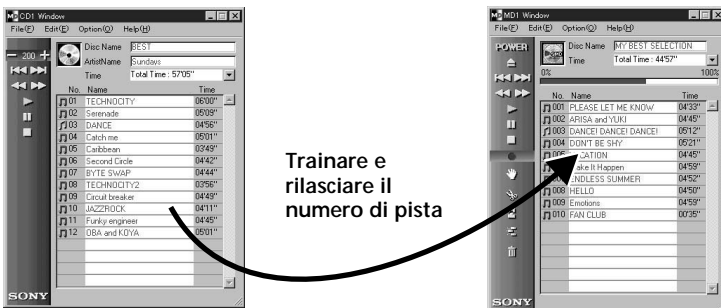 CD1 Window
File(F) Edit(E) Option(O) Help(H)
200
Disc Name BEST
ArtistName Sundays
Time Total Time : 57'05"
No. Name Time
01 TECHNOCITY 06'00"
02 Serenade 05'09"
03 DANCE 04'56"
04 Catch me 05'01"
05 Caribbean 03'49"
06 Second Circle 04'42"
07 BYTE SWAP 04'44"
08 TECHNOCITY2 03'56"
09 Circuit breaker 04'49"
10 JAZZROCK 04'11"
11 Funky engineer 04'45"
12 OBA and KOYA 05'01"
SONY
Trainare e
rilasciare il
numero di pista
MD1 Window
File(F) Edit(E) Option(O) Help(H)
POWER
Disc Name MY BEST SELECTION
Time Total Time : 44'57"
0% 100%
No. Name Time
001 PLEASE LET ME KNOW 04'33"
002 ARISA and YUKI 04'45"
003 DANCE! DANCE! DANCE! 05'12"
004 DON'T BE SHY 05'21"
04'45"
It Happen 04'50"
ENDLESS SUMMER 04'52"
008 HELLO 04'50"
009 Emotions 04'59"
010 FAN CLUB 00'35"
SONY